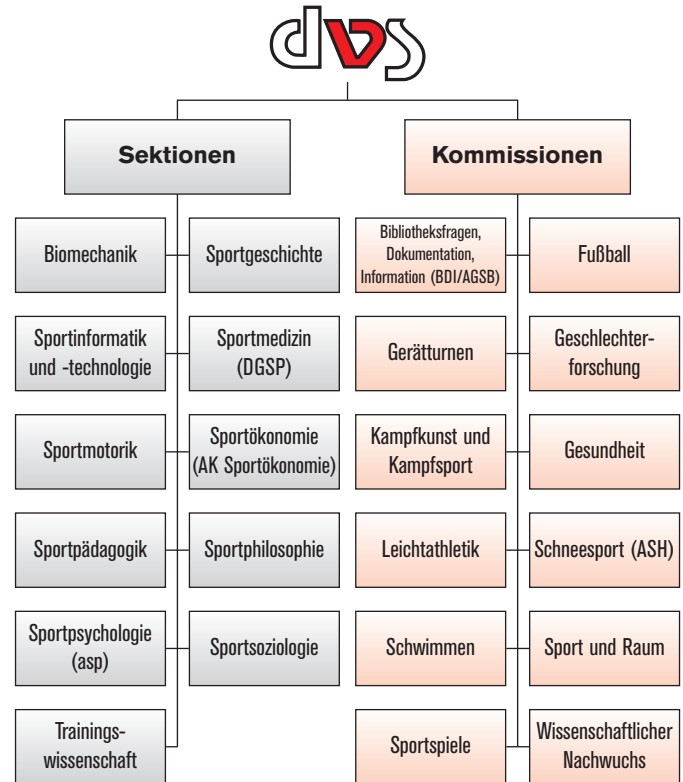 dvs
Sektionen
Kommissionen
Biomechanik
Sportgeschichte
Bibliotheksfragen,
Dokumentation,
Information (BDI/AGSB)
Fußball
Sportinformatik
und -technologie
Sportmedizin
(DGSP)
Gerätturnen
Geschlechter-
forschung
Sportmotorik
Sportökonomie
(AK Sportökonomie)
Kampfkunst und
Kampfsport
Gesundheit
Sportpädagogik
Sportphilosophie
Leichtathletik
Schneesport (ASH)
Sportpsychologie
(asp)
Sportsoziologie
Schwimmen
Sport und Raum
Trainings-
wissenschaft
Sportspiele
Wissenschaftlicher
Nachwuchs